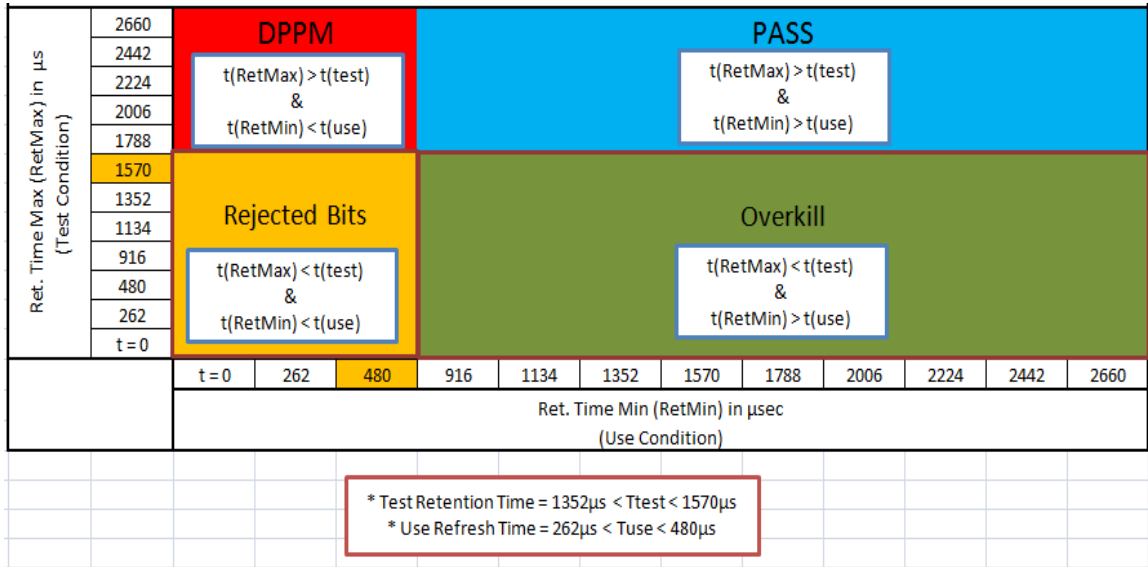 Ret. Time Max (RetMax) in µs
(Test Condition)
2660
2442
2224
2006
1788
1570
1352
1134
916
480
262
t = 0
DPPM
t(RetMax) > t(test)
&
t(RetMin) < t(use)
PASS
t(RetMax) > t(test)
&
t(RetMin) > t(use)
Rejected Bits
t(RetMax) < t(test)
&
t(RetMin) < t(use)
Overkill
t(RetMax) < t(test)
&
t(RetMin) > t(use)
t = 0 262 480 916 1134 1352 1570 1788 2006 2224 2442 2660
Ret. Time Min (RetMin) in µsec
(Use Condition)
* Test Retention Time = 1352µs < Ttest < 1570µs
* Use Refresh Time = 262µs < Tuse < 480µs